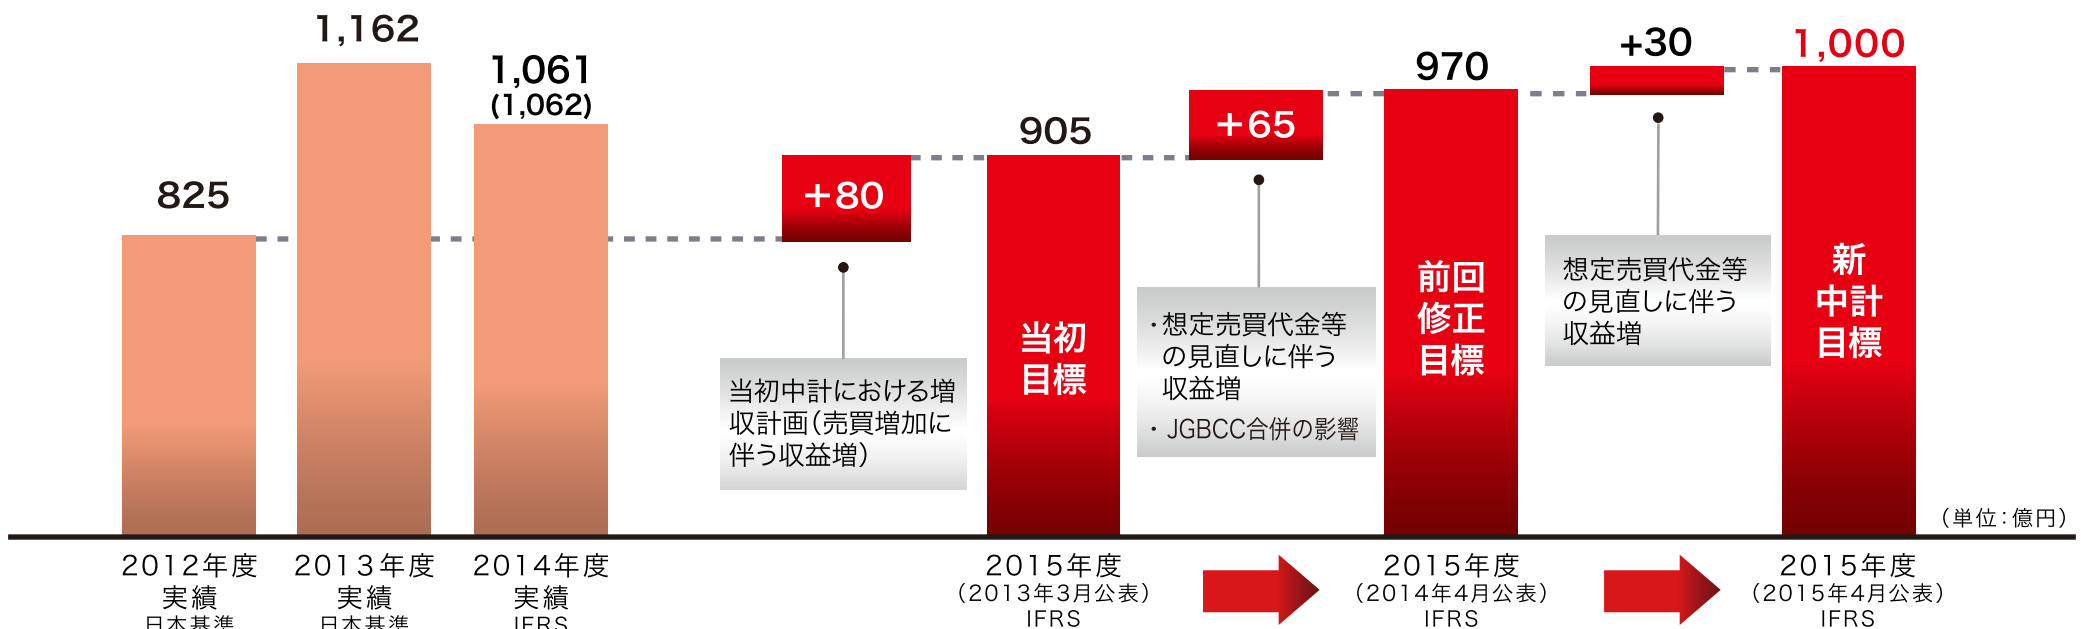 825
1,162
1,061
(1,062)
+80
905
+65
970
+30
1,000
当初中計における増
収計画(売買増加に
伴う収益増)
当初
目標
・想定売買代金等
の見直しに伴う
収益増
・JGBCC合併の影響
前回
修正
目標
想定売買代金等
の見直しに伴う
収益増
新
中計
目標
(単位:億円)
2012年度
実績
日本基準
2013年度
実績
日本基準
2014年度
実績
IFRS
2015年度
(2013年3月公表)
IFRS
2015年度
(2014年4月公表)
IFRS
2015年度
(2015年4月公表)
IFRS